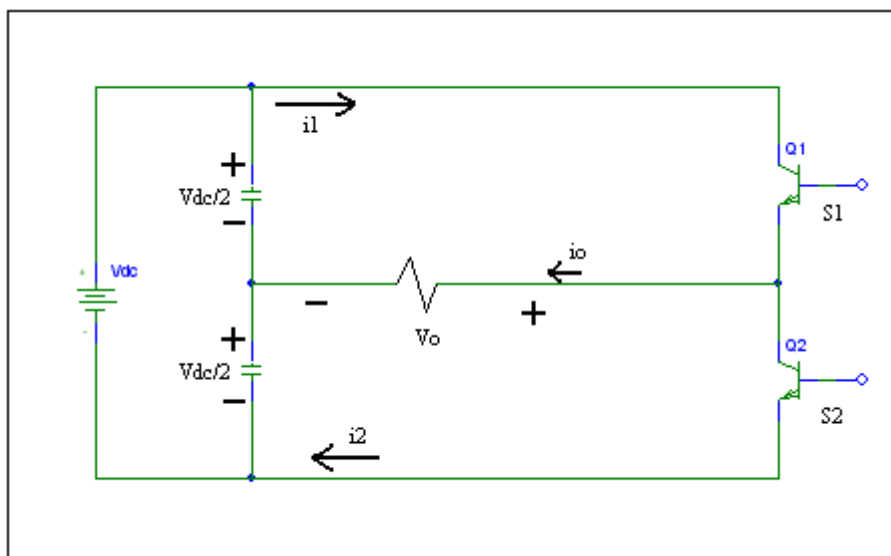 i1
Q1
+
Vdc/2
S1
−
Vdc
io
−
+
Vo
+
Q2
Vdc/2
−
S2
i2